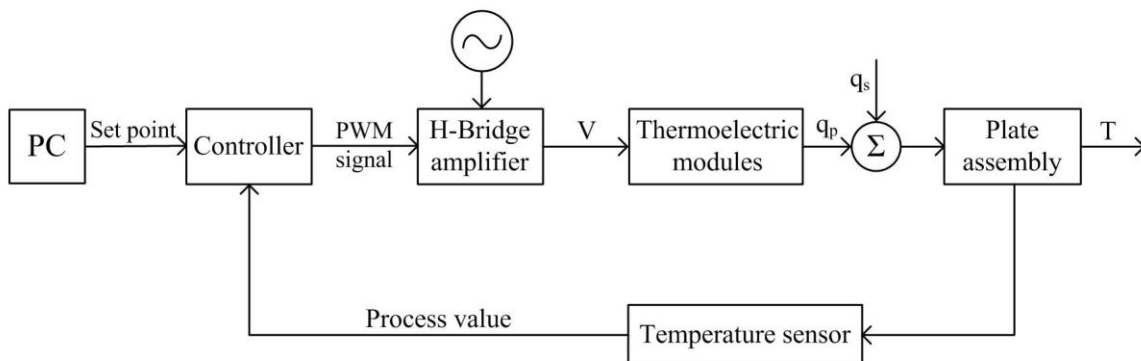 PC
Set point
Controller
PWM
signal
H-Bridge
amplifier
V
Thermoelectric
modules
qp
qs
Σ
Plate
assembly
T
Process value
Temperature sensor